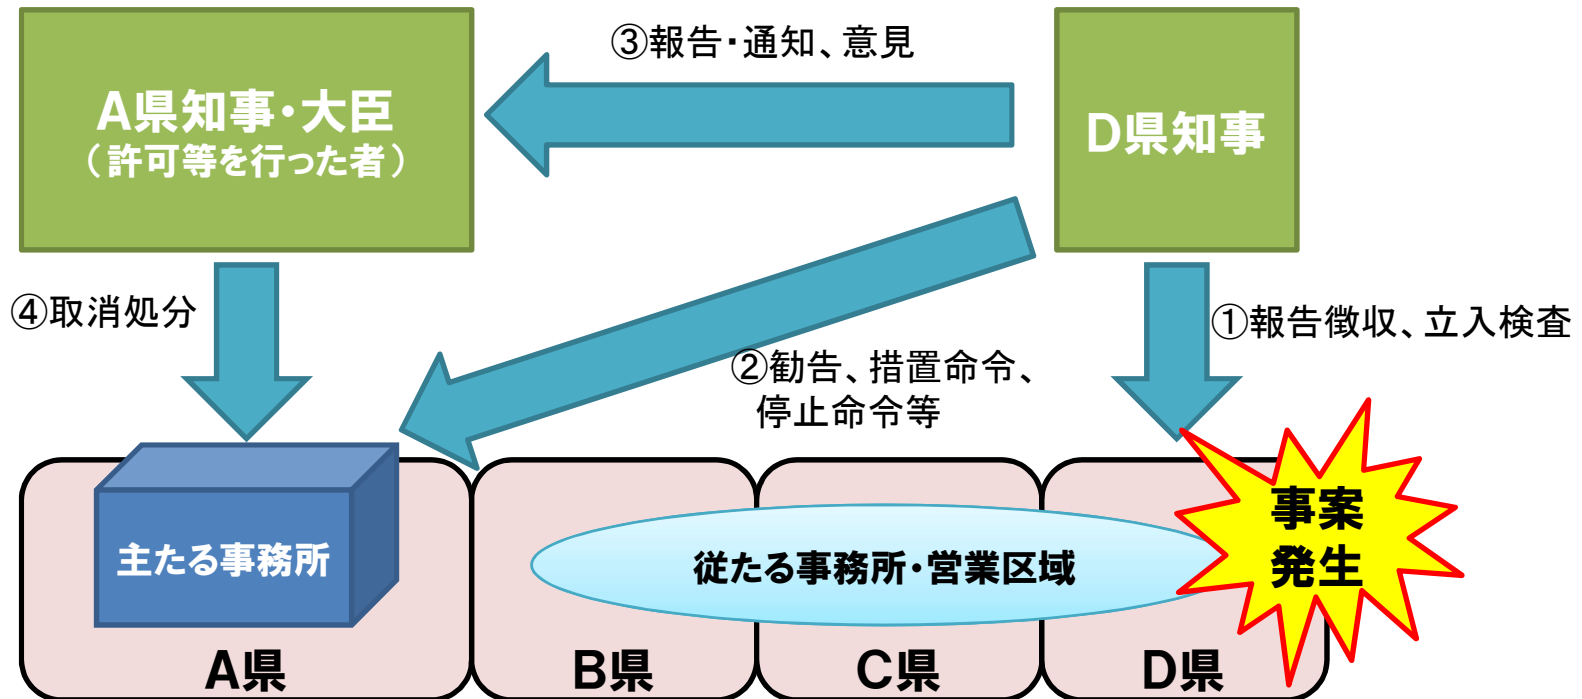 ③報告・通知、意見
A県知事・大臣
（許可等を行った者）
D県知事
④取消処分
①報告徴収、立入検査
②勧告、措置命令、
停止命令等
主たる事務所
従たる事務所・営業区域
事案
発生
A県
B県
C県
D県